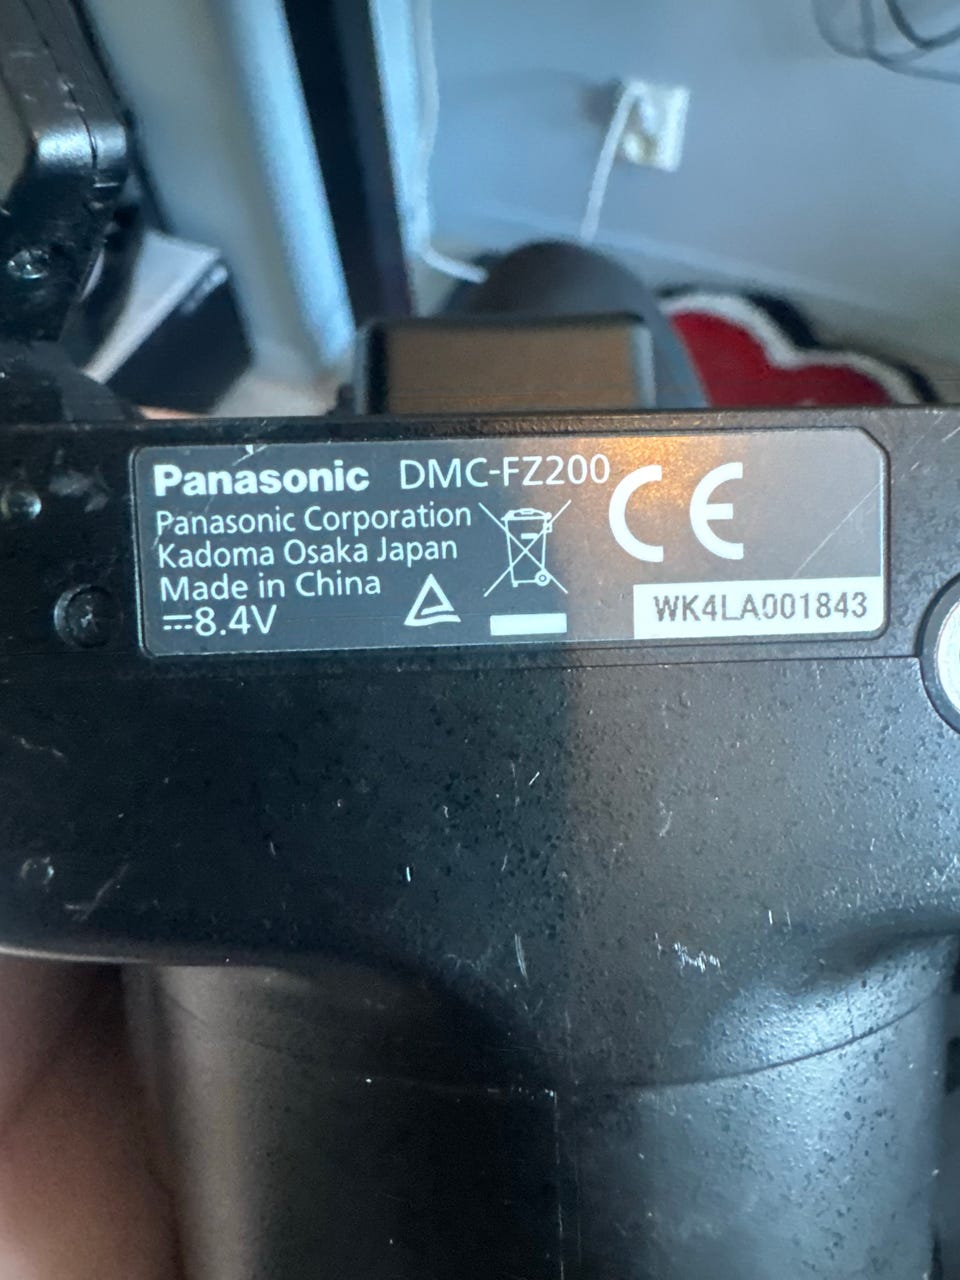 Panasonic DMC-FZ200
Panasonic Corporation
Kadoma Osaka Japan
Made in China
⎓8.4V
CE
WK4LA001843